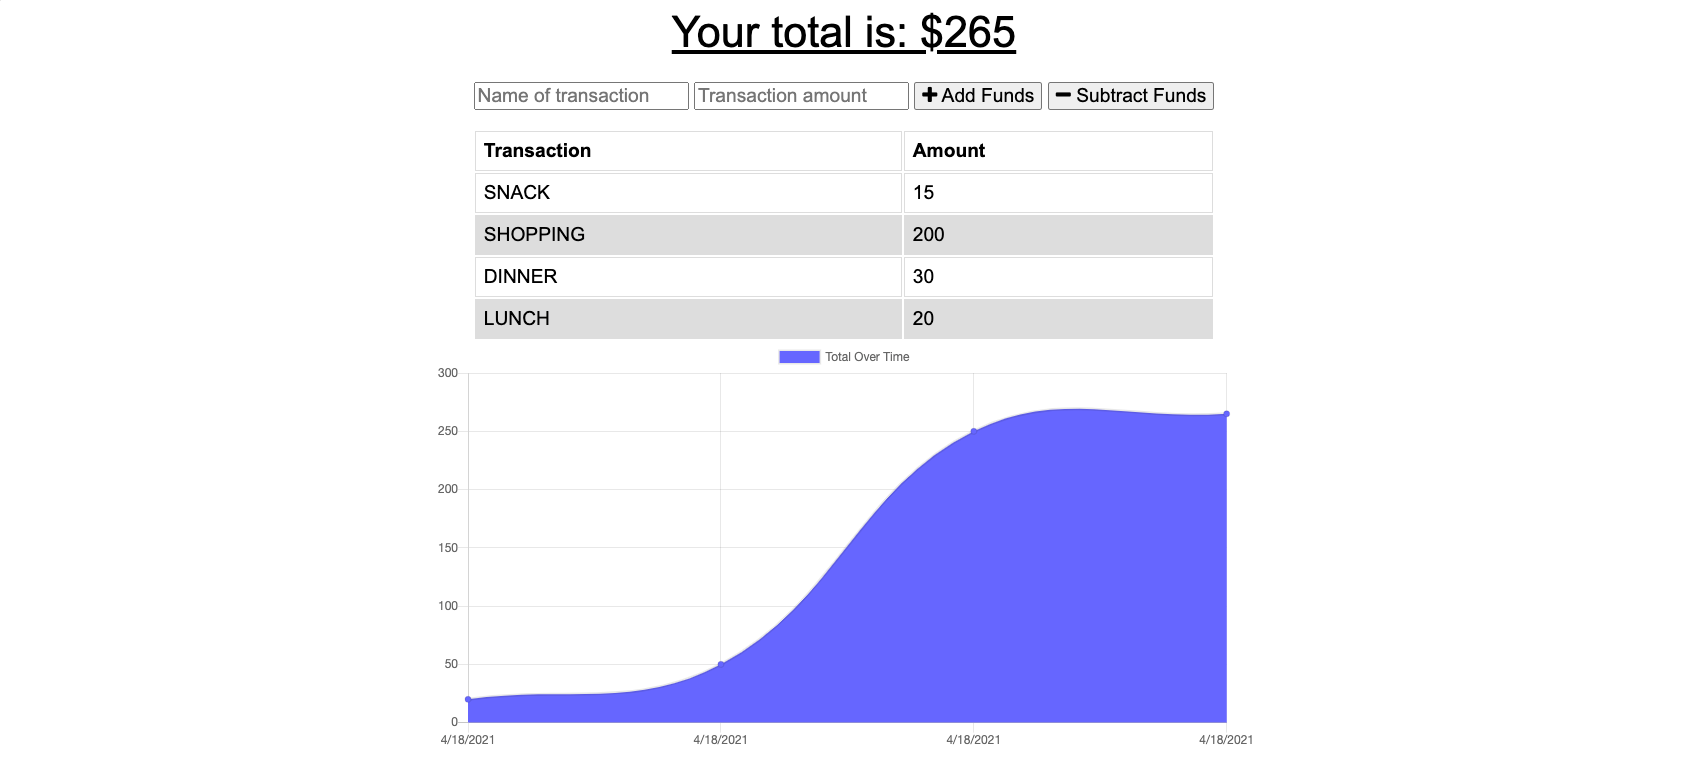 Your total is: $265
Name of transaction Transaction amount Add Funds Subtract Funds
Transaction Amount
SNACK 15
SHOPPING 200
DINNER 30
LUNCH 20
Total Over Time
300
250
200
150
100
50
0
4/18/2021 4/18/2021 4/18/2021 4/18/2021